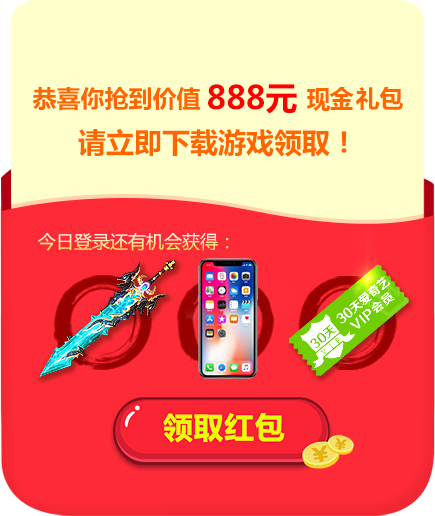 恭喜你抢到价值 888元 现金礼包
请立即下载游戏领取！
今日登录还有机会获得：
30天
30天爱奇艺
VIP会员
领取红包
¥
¥